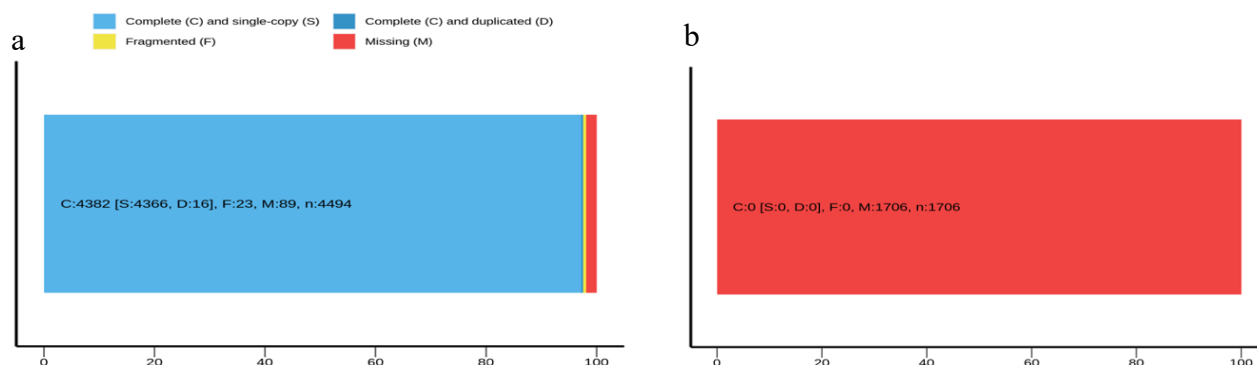 a
Complete (C) and single-copy (S)
Complete (C) and duplicated (D)
Fragmented (F)
Missing (M)
C:4382 [S:4366, D:16], F:23, M:89, n:4494
0 20 40 60 80 100
b
C:0 [S:0, D:0], F:0, M:1706, n:1706
0 20 40 60 80 100